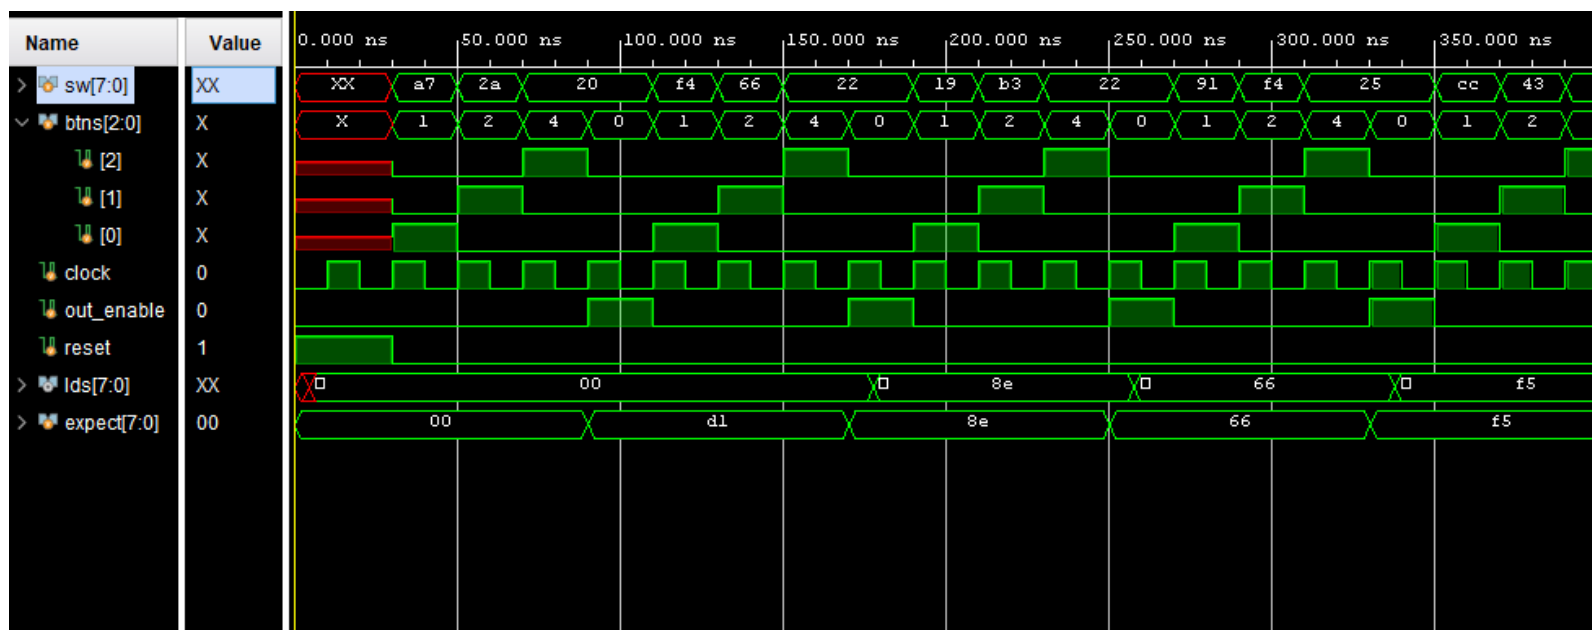 Name Value 0.000 ns 50.000 ns 100.000 ns 150.000 ns 200.000 ns 250.000 ns 300.000 ns 350.000 ns
sw[7:0] XX XX a7 2a 20 f4 66 22 19 b3 22 91 f4 25 cc 43
btns[2:0] X X 1 2 4 0 1 2 4 0 1 2 4 0 1 2 4 0 1 2
[2] X
[1] X
[0] X
clock 0
out_enable 0
reset 1
lds[7:0] XX 00 8e 66 f5
expect[7:0] 00 00 d1 8e 66 f5